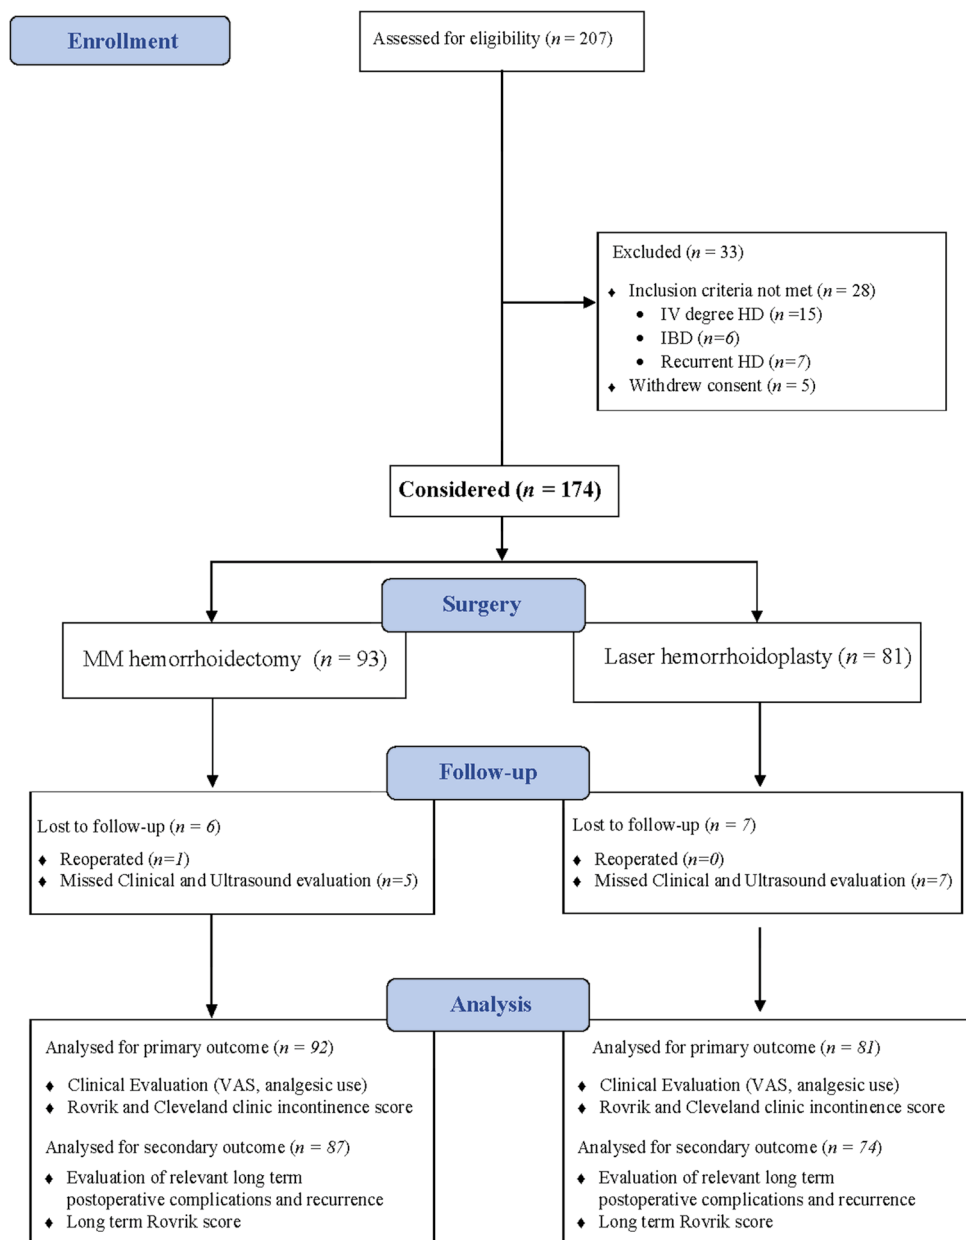 Enrollment
Assessed for eligibility (n = 207)
Excluded (n = 33)
♦ Inclusion criteria not met (n = 28)
• IV degree HD (n =15)
• IBD (n=6)
• Recurrent HD (n=7)
♦ Withdrew consent (n = 5)
Considered (n = 174)
Surgery
MM hemorrhoidectomy (n = 93)
Laser hemorrhoidoplasty (n = 81)
Follow-up
Lost to follow-up (n = 6)
♦ Reoperated (n=1)
♦ Missed Clinical and Ultrasound evaluation (n=5)
Lost to follow-up (n = 7)
♦ Reoperated (n=0)
♦ Missed Clinical and Ultrasound evaluation (n=7)
Analysis
Analysed for primary outcome (n = 92)
♦ Clinical Evaluation (VAS, analgesic use)
♦ Rovrik and Cleveland clinic incontinence score
Analysed for secondary outcome (n = 87)
♦ Evaluation of relevant long term
postoperative complications and recurrence
♦ Long term Rovrik score
Analysed for primary outcome (n = 81)
♦ Clinical Evaluation (VAS, analgesic use)
♦ Rovrik and Cleveland clinic incontinence score
Analysed for secondary outcome (n = 74)
♦ Evaluation of relevant long term
postoperative complications and recurrence
♦ Long term Rovrik score